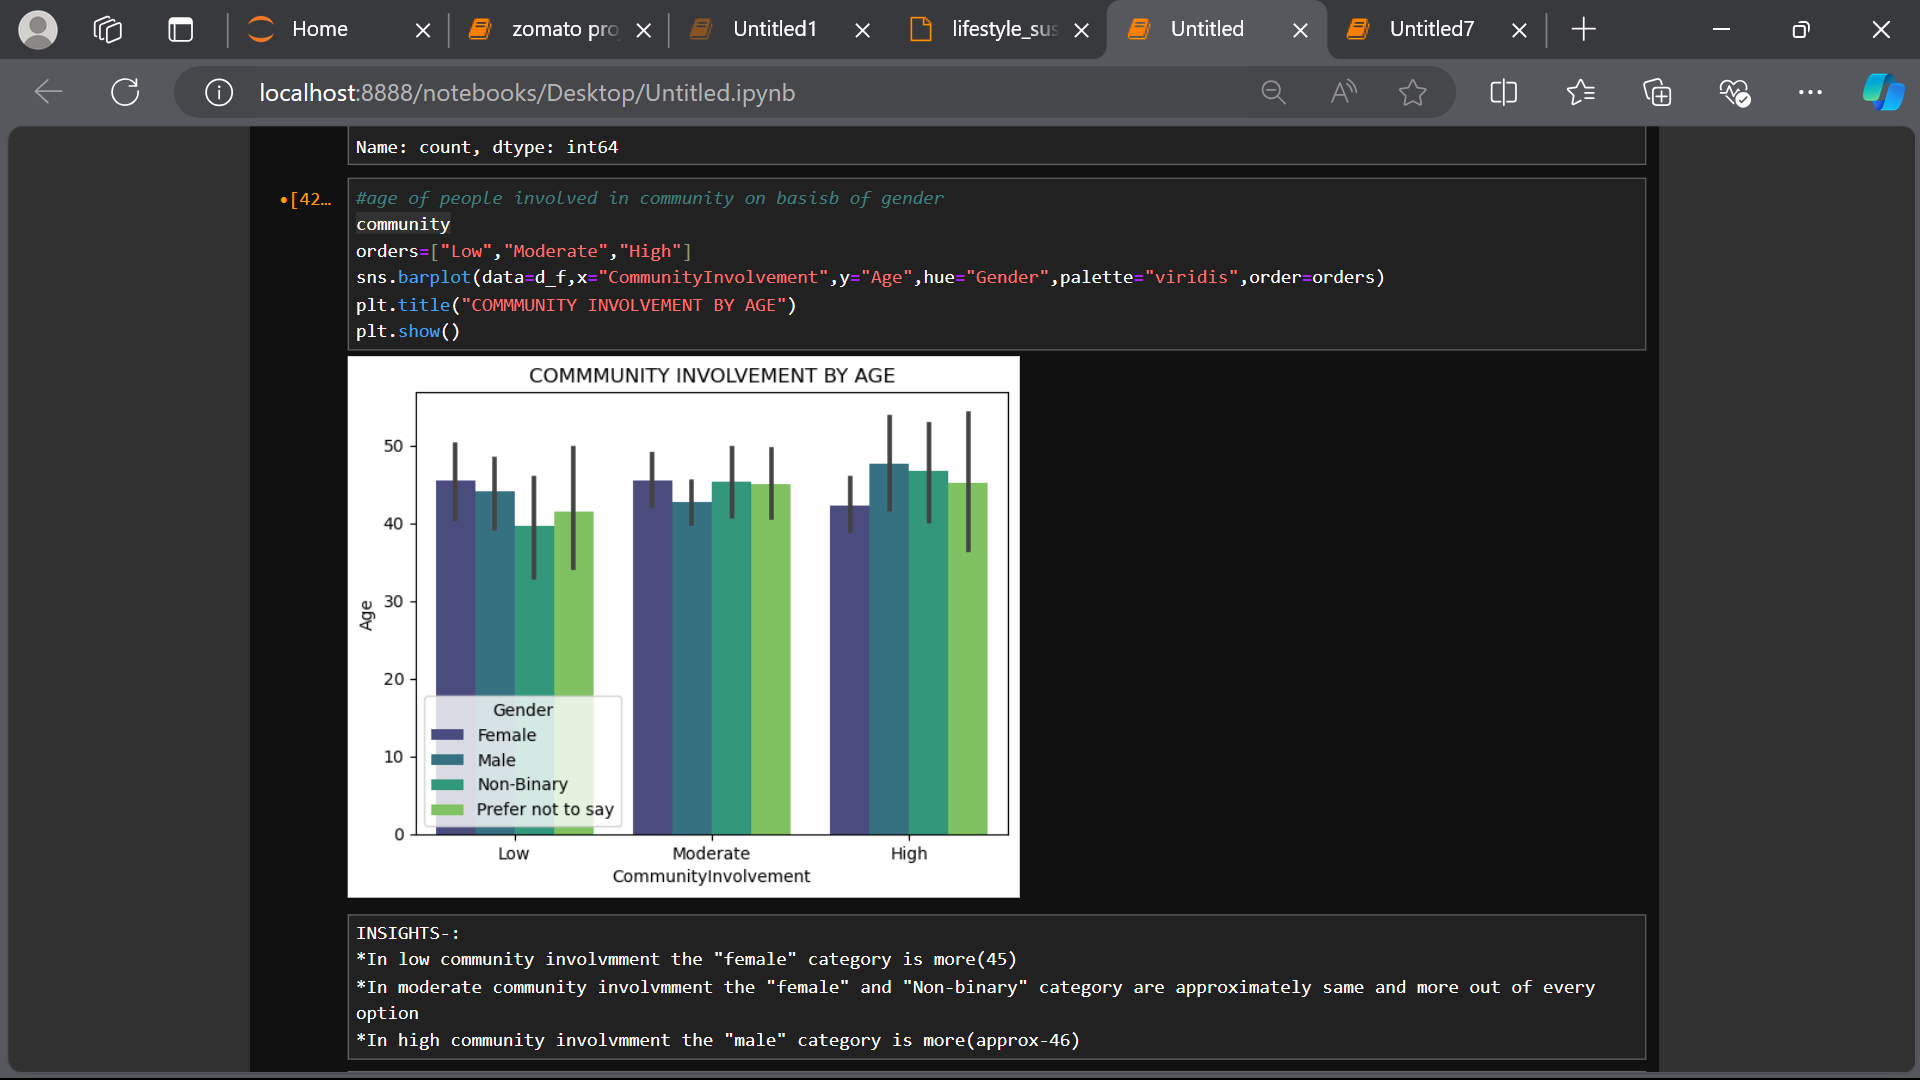 Home
zomato pro
Untitled1
lifestyle_sus
Untitled
Untitled7
localhost:8888/notebooks/Desktop/Untitled.ipynb
Name: count, dtype: int64
•[42…
#age of people involved in community on basisb of gender
community
orders=["Low","Moderate","High"]
sns.barplot(data=d_f,x="CommunityInvolvement",y="Age",hue="Gender",palette="viridis",order=orders)
plt.title("COMMMUNITY INVOLVEMENT BY AGE")
plt.show()
COMMMUNITY INVOLVEMENT BY AGE
50
40
30
20
10
0
Age
Gender
Female
Male
Non-Binary
Prefer not to say
Low
Moderate
High
CommunityInvolvement
INSIGHTS-:
*In low community involvmment the "female" category is more(45)
*In moderate community involvmment the "female" and "Non-binary" category are approximately same and more out of every
option
*In high community involvmment the "male" category is more(approx-46)